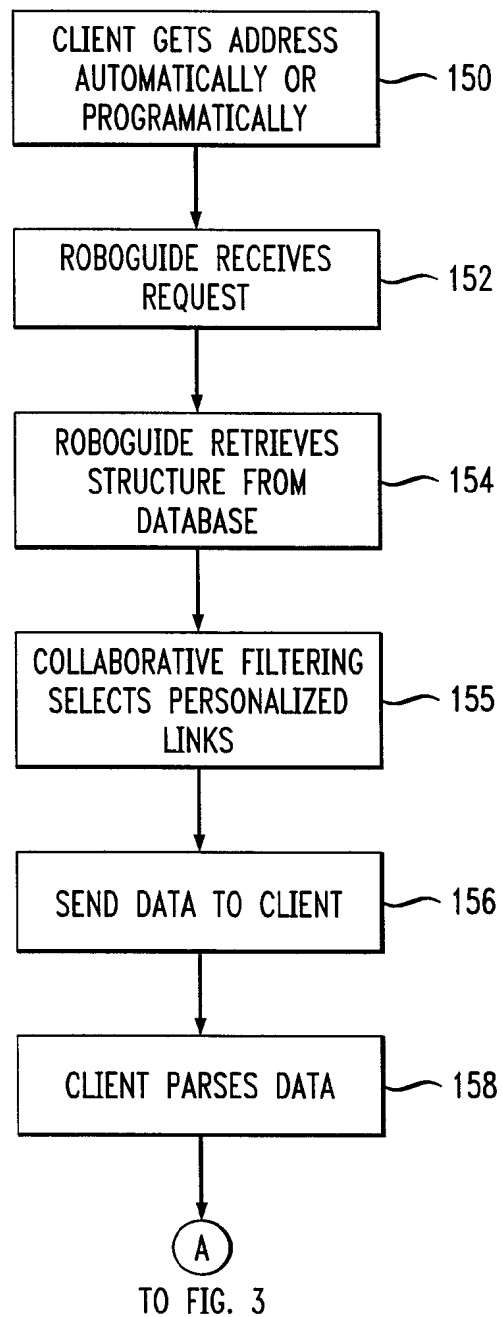 CLIENT GETS ADDRESS
AUTOMATICALLY OR
PROGRAMATICALLY
150
ROBOGUIDE RECEIVES
REQUEST
152
ROBOGUIDE RETRIEVES
STRUCTURE FROM
DATABASE
154
COLLABORATIVE FILTERING
SELECTS PERSONALIZED
LINKS
155
SEND DATA TO CLIENT
156
CLIENT PARSES DATA
158
A
TO FIG. 3